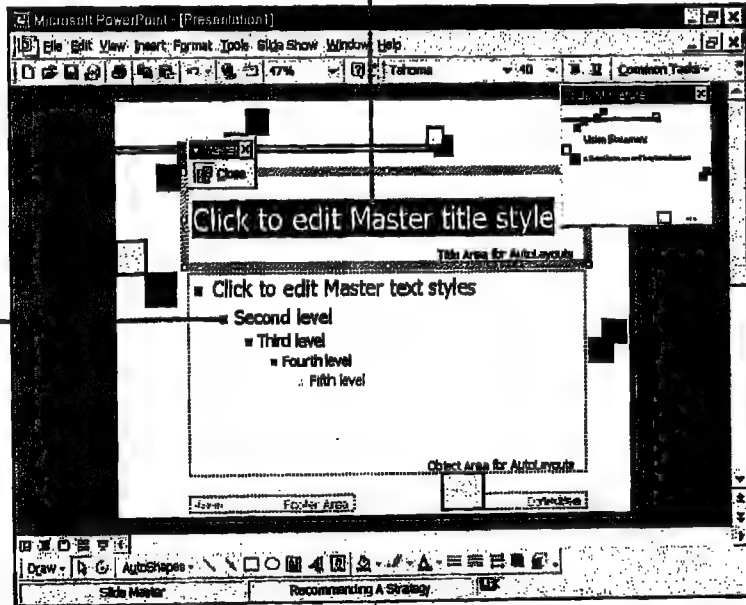 Microsoft PowerPoint - [Presentation1]
File Edit View Insert Format Tools Slide Show Window Help
47% Tahoma 40 Common Tasks
Close
Mission Statement
Click to edit Master title style
Title Area for AutoLayouts
Click to edit Master text styles
Second level
Third level
Fourth level
Fifth level
Object Area for AutoLayouts
Footer Area
Draw AutoShapes
Slide Master Recommending A Strategy